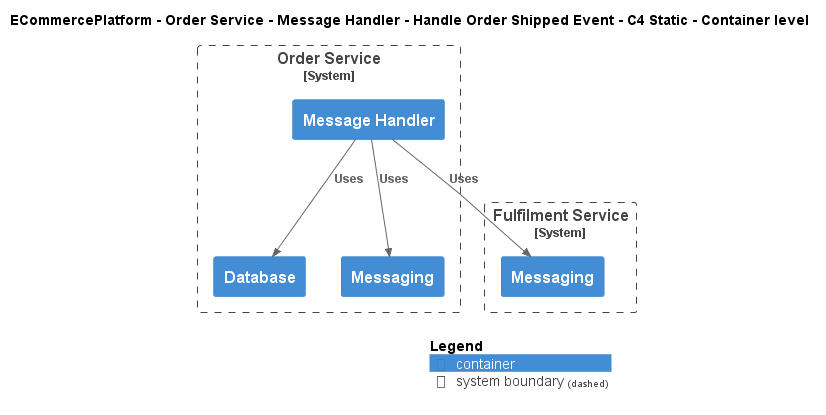 ECommercePlatform - Order Service - Message Handler - Handle Order Shipped Event - C4 Static - Container level
Order Service
[System]
Message Handler
Uses
Uses
Uses
Fulfilment Service
[System]
Database
Messaging
Messaging
Legend
container
system boundary (dashed)